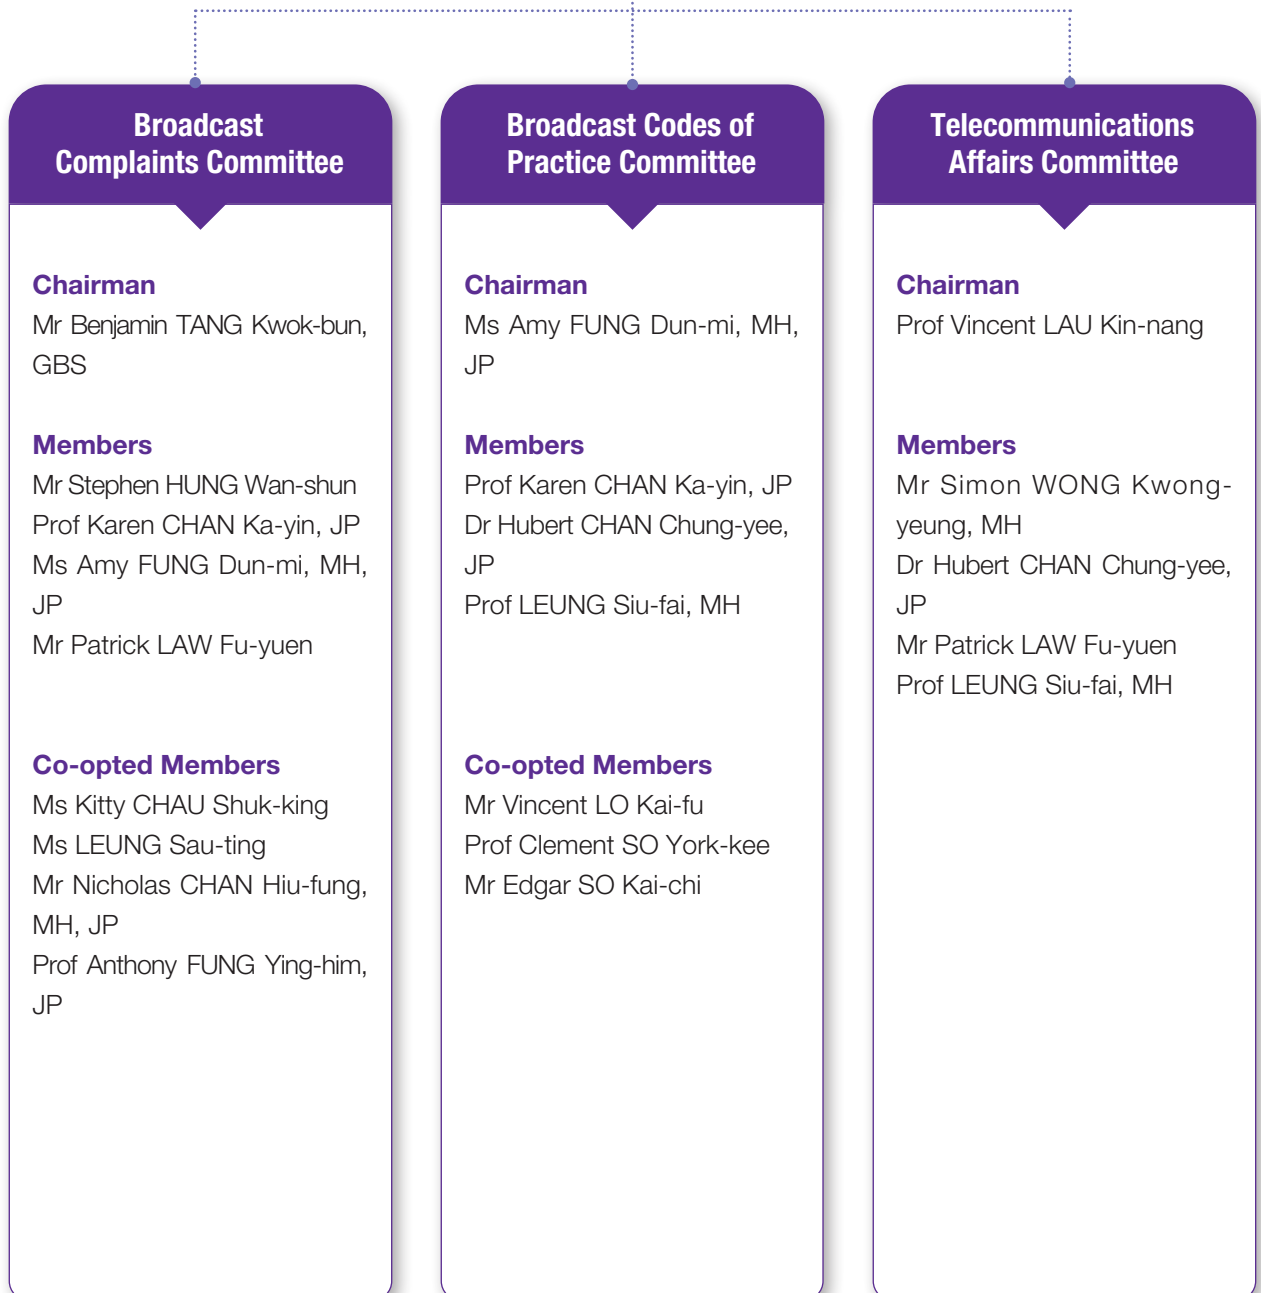 Broadcast
Complaints Committee
Chairman
Mr Benjamin TANG Kwok-bun,
GBS
Members
Mr Stephen HUNG Wan-shun
Prof Karen CHAN Ka-yin, JP
Ms Amy FUNG Dun-mi, MH,
JP
Mr Patrick LAW Fu-yuen
Co-opted Members
Ms Kitty CHAU Shuk-king
Ms LEUNG Sau-ting
Mr Nicholas CHAN Hiu-fung,
MH, JP
Prof Anthony FUNG Ying-him,
JP
Broadcast Codes of
Practice Committee
Chairman
Ms Amy FUNG Dun-mi, MH,
JP
Members
Prof Karen CHAN Ka-yin, JP
Dr Hubert CHAN Chung-yee,
JP
Prof LEUNG Siu-fai, MH
Co-opted Members
Mr Vincent LO Kai-fu
Prof Clement SO York-kee
Mr Edgar SO Kai-chi
Telecommunications
Affairs Committee
Chairman
Prof Vincent LAU Kin-nang
Members
Mr Simon WONG Kwong-
yeung, MH
Dr Hubert CHAN Chung-yee,
JP
Mr Patrick LAW Fu-yuen
Prof LEUNG Siu-fai, MH